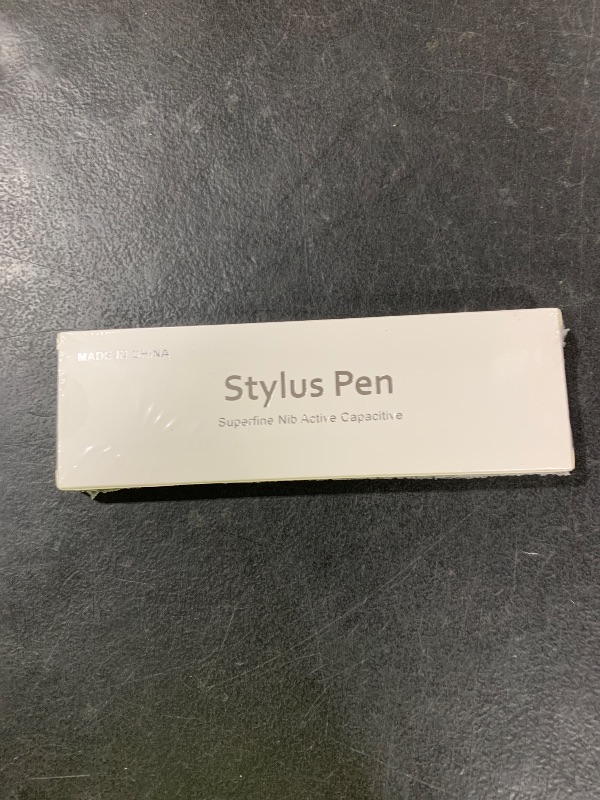 MADE IN CHINA
Stylus Pen
Superfine Nib Active Capacitive